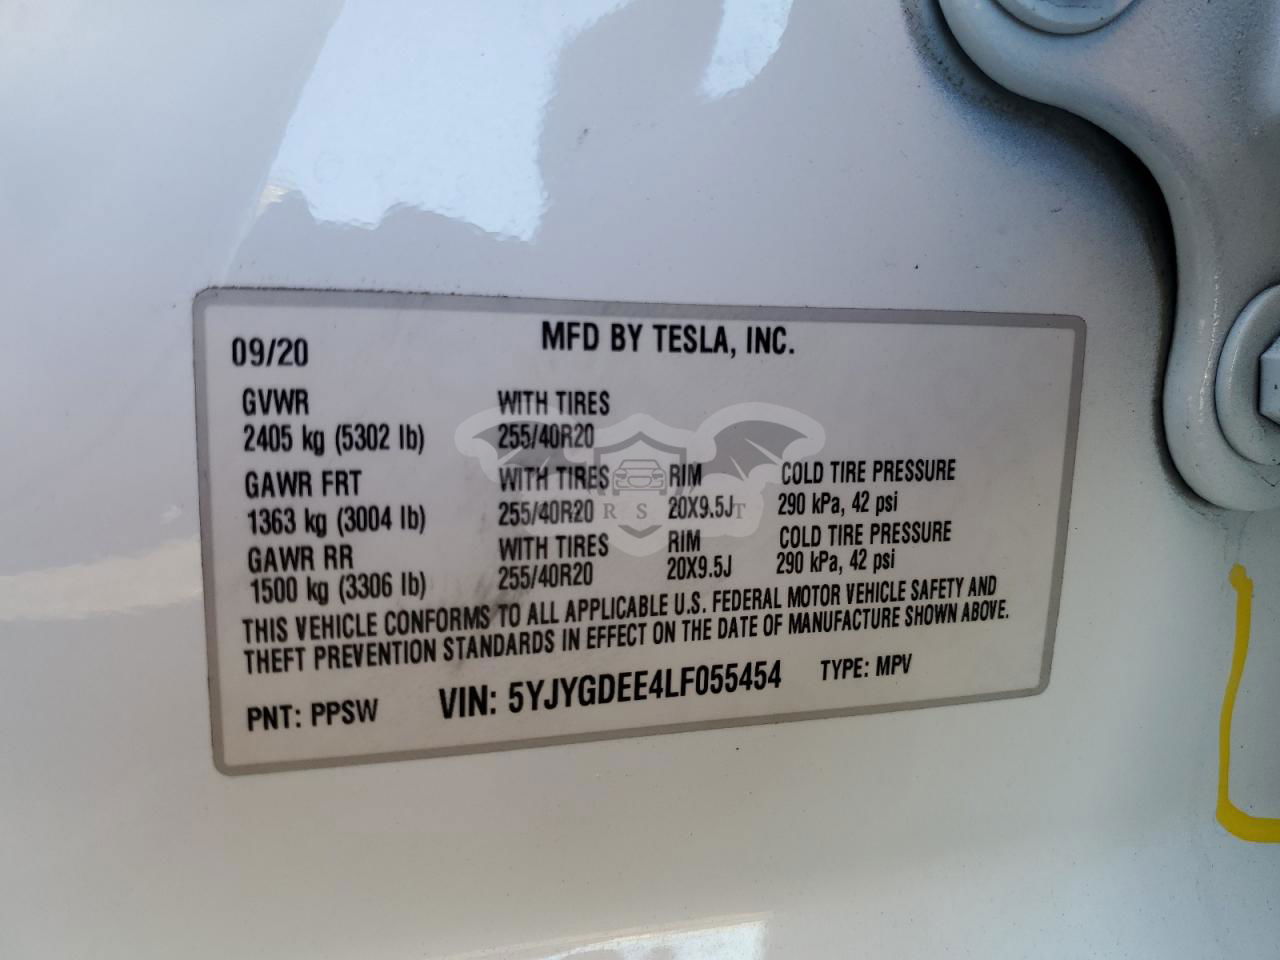 MFD BY TESLA, INC.
09/20
GVWR WITH TIRES
2405 kg (5302 lb) 255/40R20
GAWR FRT WITH TIRES RIM COLD TIRE PRESSURE
1363 kg (3004 lb) 255/40R20 20X9.5J 290 kPa, 42 psi
GAWR RR WITH TIRES RIM COLD TIRE PRESSURE
1500 kg (3306 lb) 255/40R20 20X9.5J 290 kPa, 42 psi
THIS VEHICLE CONFORMS TO ALL APPLICABLE U.S. FEDERAL MOTOR VEHICLE SAFETY AND
THEFT PREVENTION STANDARDS IN EFFECT ON THE DATE OF MANUFACTURE SHOWN ABOVE.
PNT: PPSW VIN: 5YJYGDEE4LF055454 TYPE: MPV